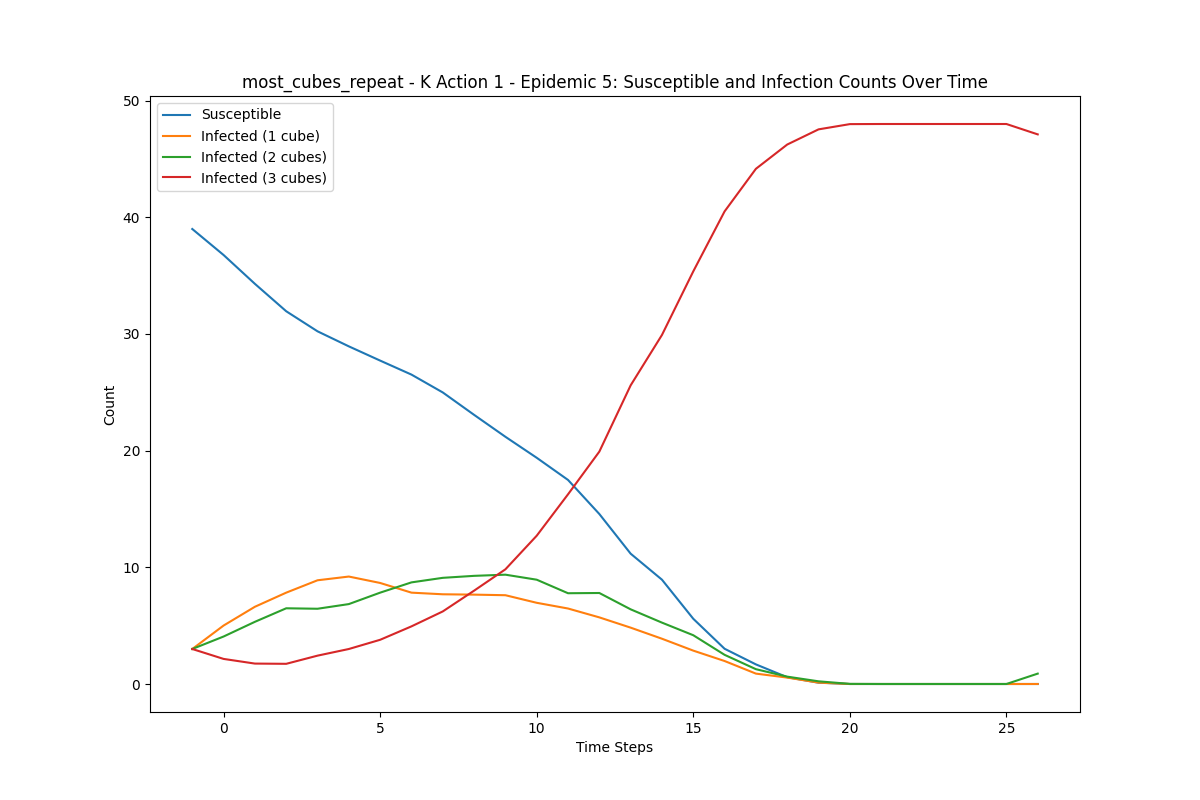 most_cubes_repeat - K Action 1 - Epidemic 5: Susceptible and Infection Counts Over Time
Susceptible
Infected (1 cube)
Infected (2 cubes)
Infected (3 cubes)
50
40
30
20
10
0
Count
0 5 10 15 20 25
Time Steps